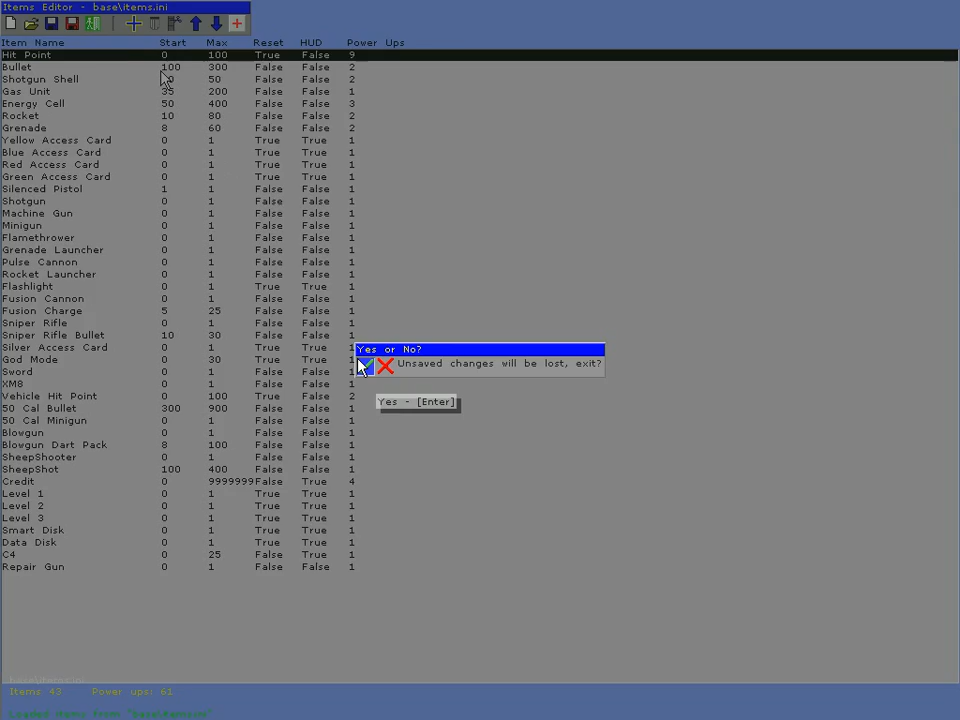 Items Editor - base\items.ini
Item Name Start Max Reset HUD Power Ups
Hit Point 0 100 True False 9
Bullet 100 300 False False 2
Shotgun Shell 50 False False 2
Gas Unit 35 200 False False 1
Energy Cell 50 400 False False 3
Rocket 10 80 False False 2
Grenade 8 60 False False 2
Yellow Access Card 0 1 True True 1
Blue Access Card 0 1 True True 1
Red Access Card 0 1 True True 1
Green Access Card 0 1 True True 1
Silenced Pistol 1 1 False False 1
Shotgun 0 1 False False 1
Machine Gun 0 1 False False 1
Minigun 0 1 False False 1
Flamethrower 0 1 False False 1
Grenade Launcher 0 1 False False 1
Pulse Cannon 0 1 False False 1
Rocket Launcher 0 1 False False 1
Flashlight 0 1 True True 1
Fusion Cannon 0 1 False False 1
Fusion Charge 5 25 False False 1
Sniper Rifle 0 1 False False 1
Sniper Rifle Bullet 10 30 False False 1
Silver Access Card 0 1 True True 1
God Mode 0 30 True True 1
Sword 0 1 False False 1
XM8 0 1 False False 1
Vehicle Hit Point 0 100 True False 2
50 Cal Bullet 300 900 False False 1
50 Cal Minigun 0 1 False False 1
Blowgun 0 1 False False 1
Blowgun Dart Pack 8 100 False False 1
SheepShooter 0 1 False False 1
SheepShot 100 400 False False 1
Credit 0 9999999False True 4
Level 1 0 1 True True 1
Level 2 0 1 True True 1
Level 3 0 1 True True 1
Smart Disk 0 1 True True 1
Data Disk 0 1 True True 1
C4 0 25 False True 1
Repair Gun 0 1 False False 1
Yes or No?
Unsaved changes will be lost, exit?
Yes - [Enter]
base\items.ini
Items 43 Power ups: 61
Loaded items from